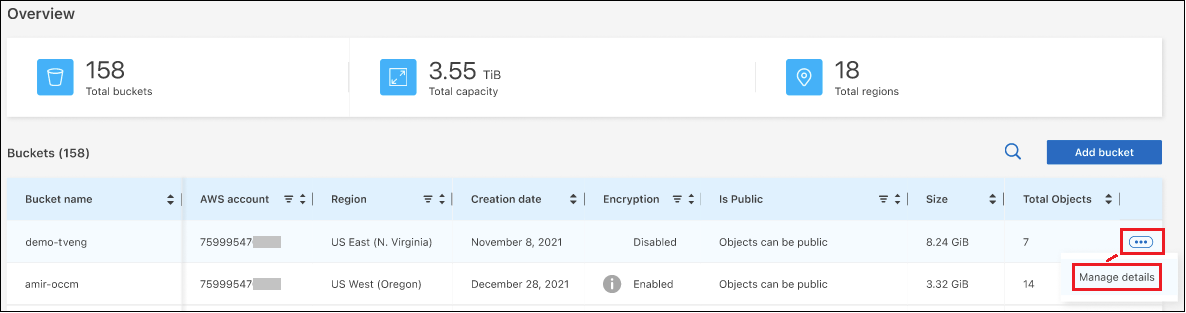 Overview
158
Total buckets
3.55 TiB
Total capacity
18
Total regions
Buckets (158)
Add bucket
Bucket name AWS account Region Creation date Encryption Is Public Size Total Objects
demo-tveng 75999547 US East (N. Virginia) November 8, 2021 Disabled Objects can be public 8.24 GiB 7
Manage details
amir-occm 75999547 US West (Oregon) December 28, 2021 Enabled Objects can be public 3.32 GiB 14